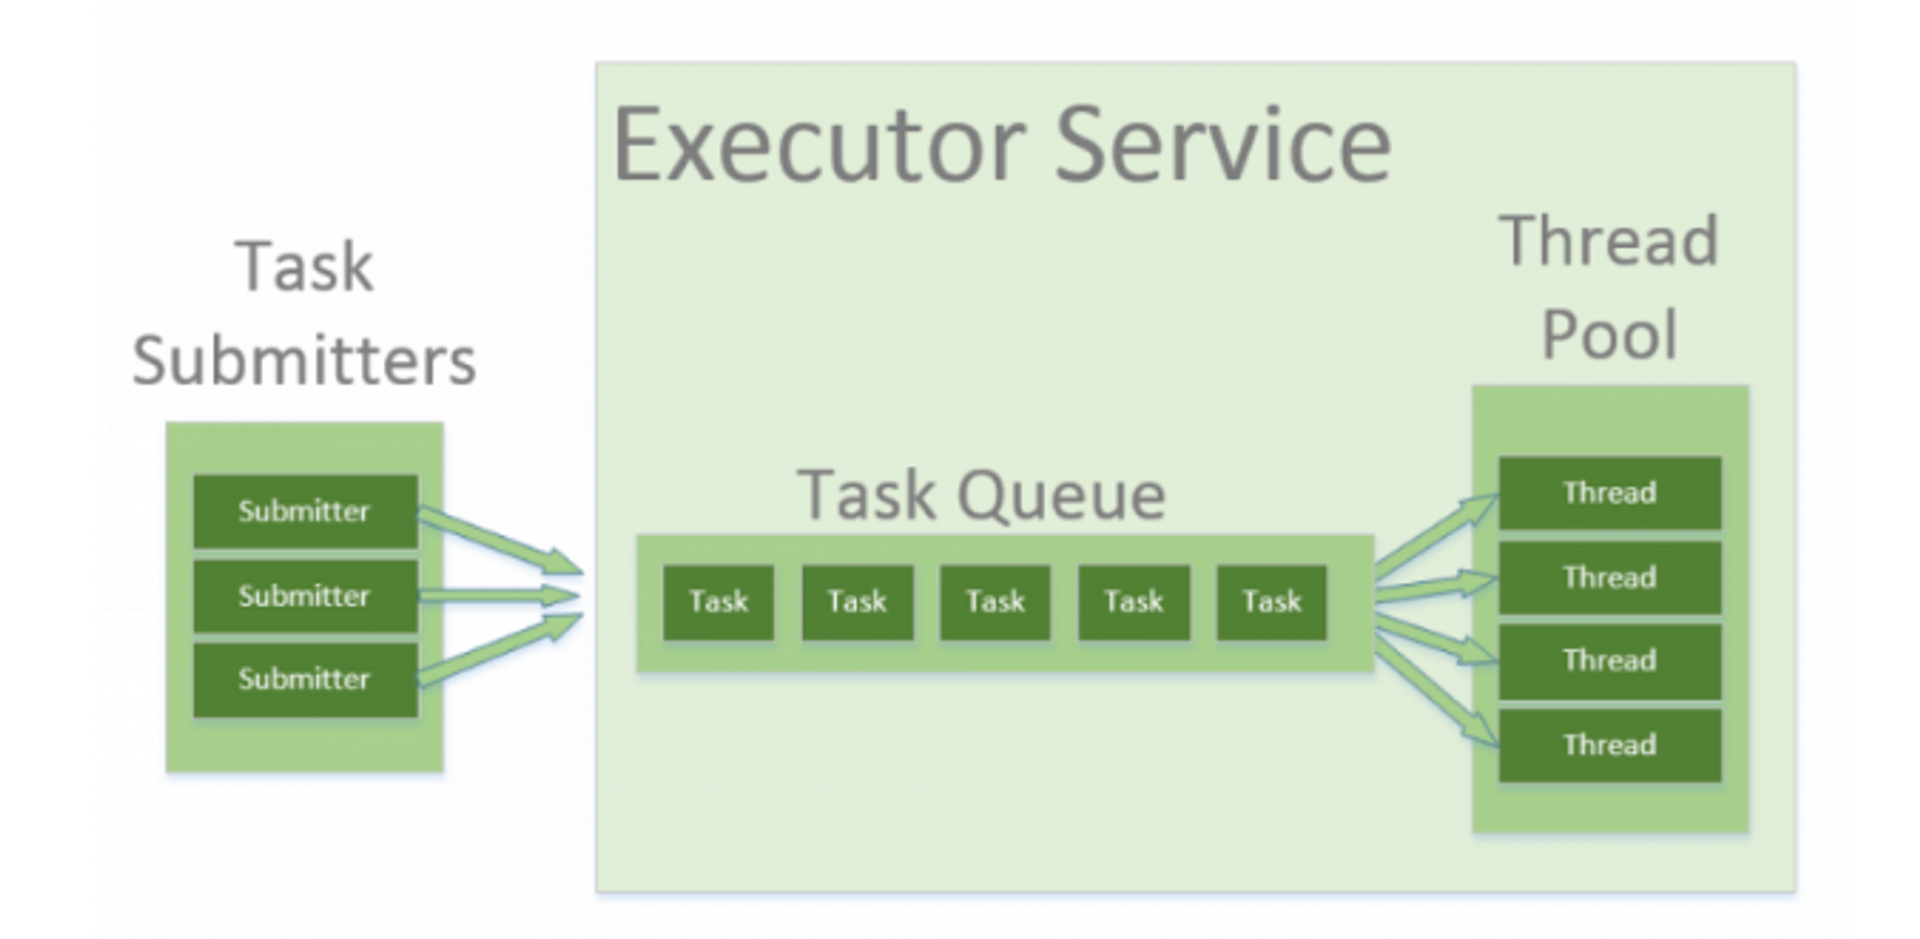 Executor Service
Task
Submitters
Submitter
Submitter
Submitter
Task Queue
Task Task Task Task Task
Thread
Pool
Thread
Thread
Thread
Thread